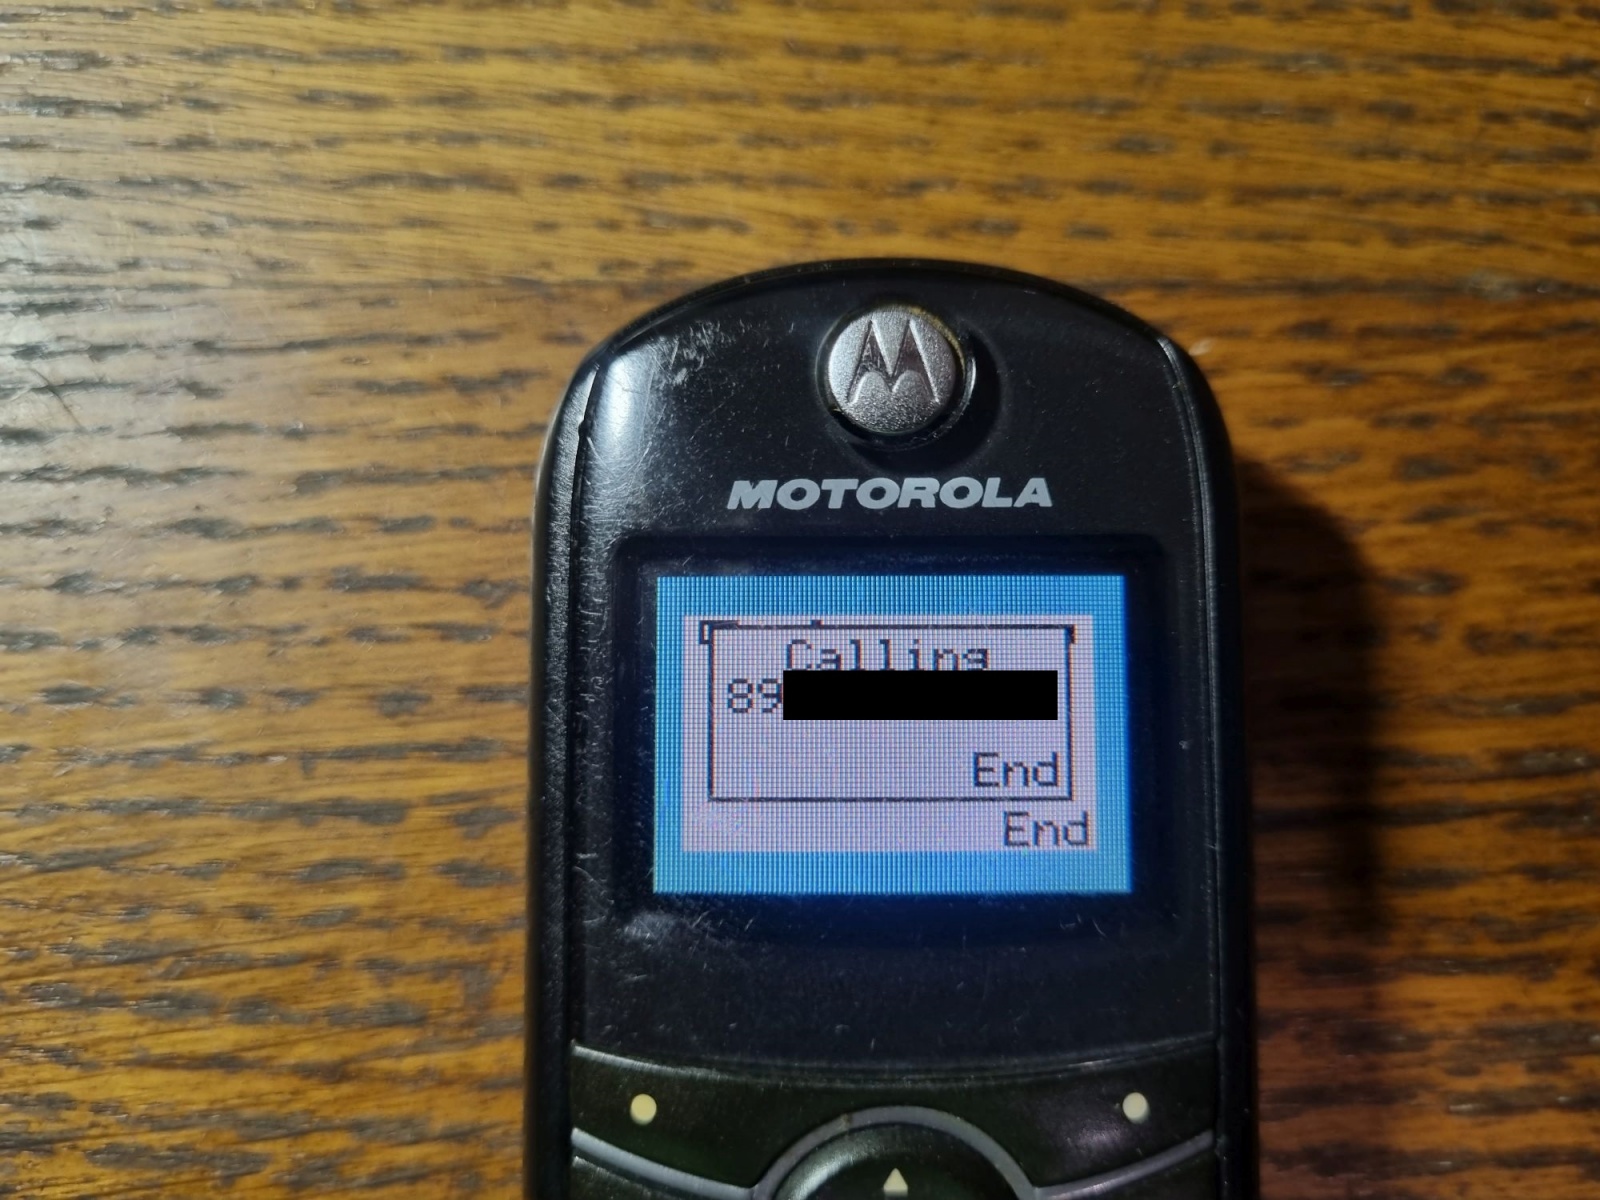 MOTOROLA
Calling
89
End
End